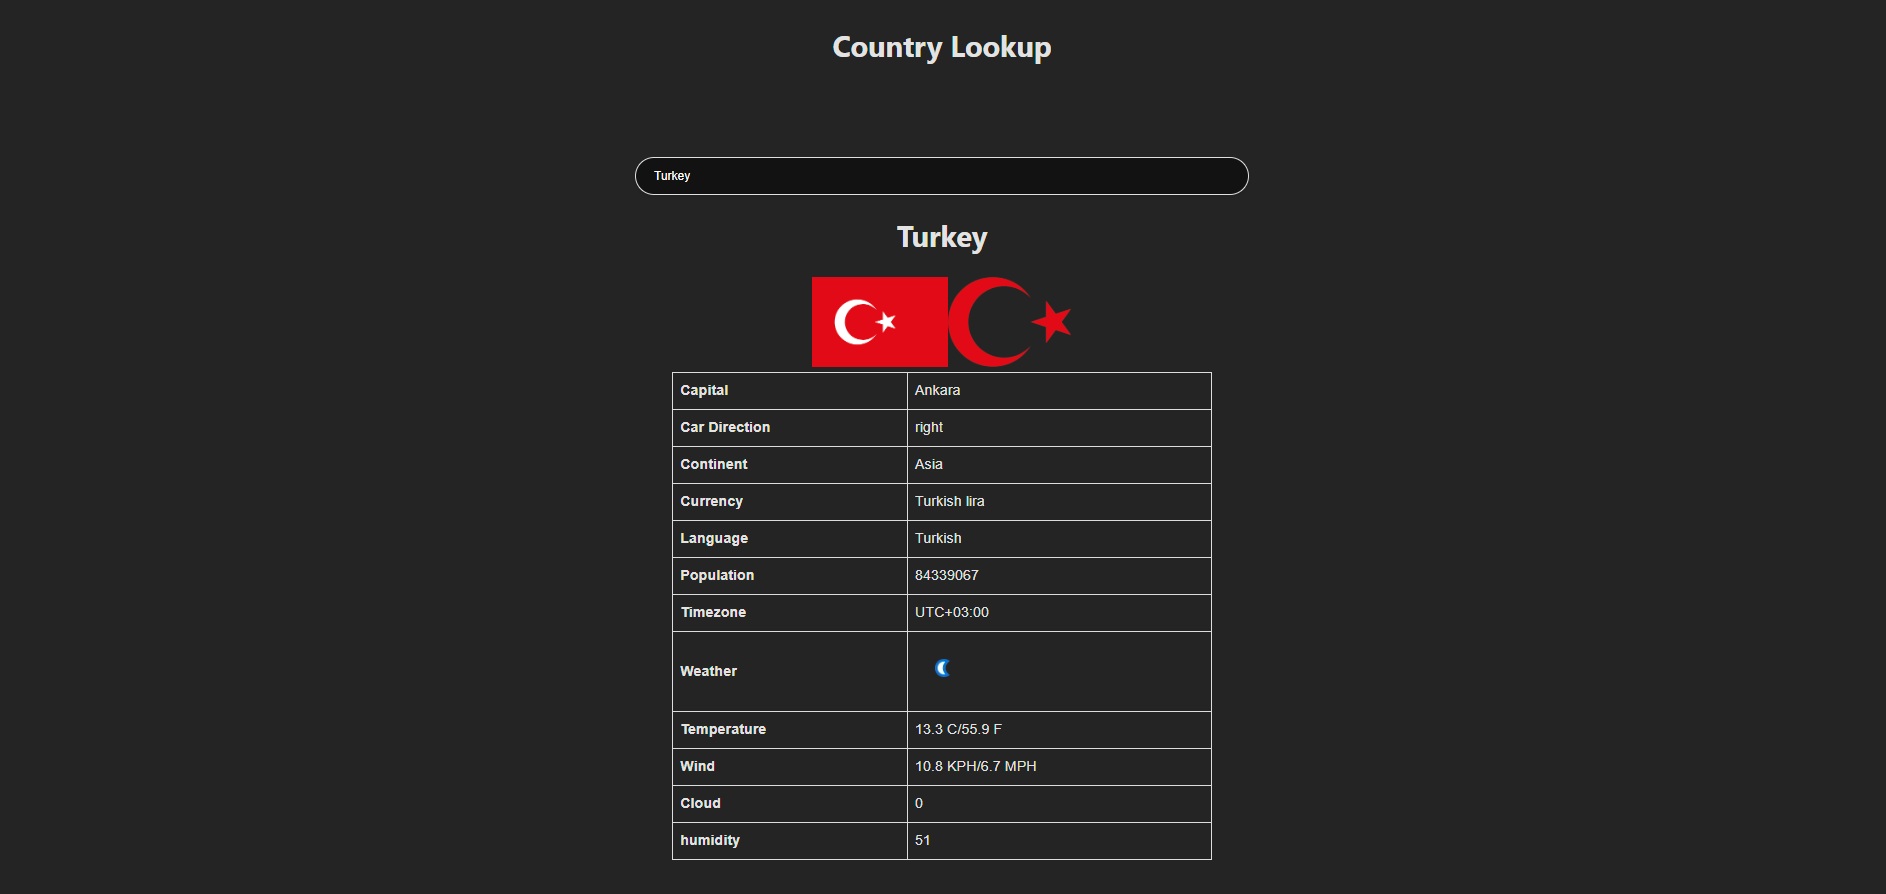 Country Lookup
Turkey
Turkey
Capital Ankara
Car Direction right
Continent Asia
Currency Turkish lira
Language Turkish
Population 84339067
Timezone UTC+03:00
Weather
Temperature 13.3 C/55.9 F
Wind 10.8 KPH/6.7 MPH
Cloud 0
humidity 51